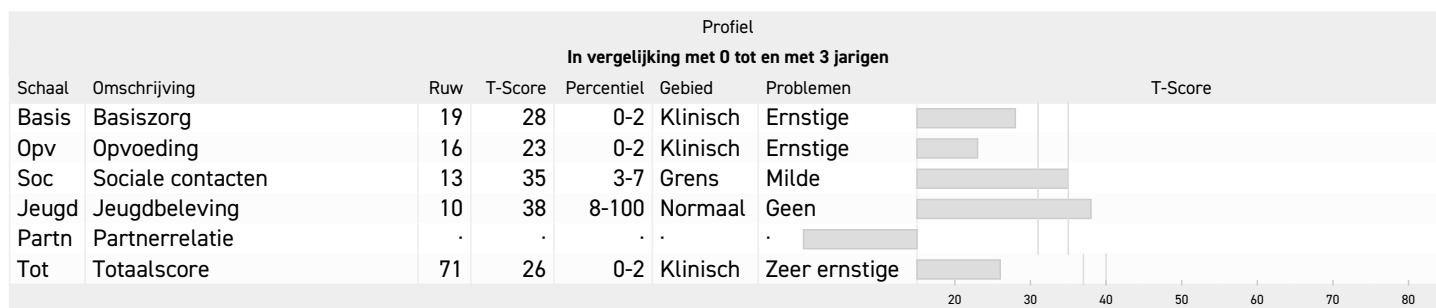 Profiel
In vergelijking met 0 tot en met 3 jarigen
Schaal Omschrijving Ruw T-Score Percentiel Gebied Problemen T-Score
Basis Basiszorg 19 28 0-2 Klinisch Ernstige
Opv Opvoeding 16 23 0-2 Klinisch Ernstige
Soc Sociale contacten 13 35 3-7 Grens Milde
Jeugd Jeugdbeleving 10 38 8-100 Normaal Geen
Partn Partnerrelatie . . . . .
Tot Totaalscore 71 26 0-2 Klinisch Zeer ernstige
20 30 40 50 60 70 80